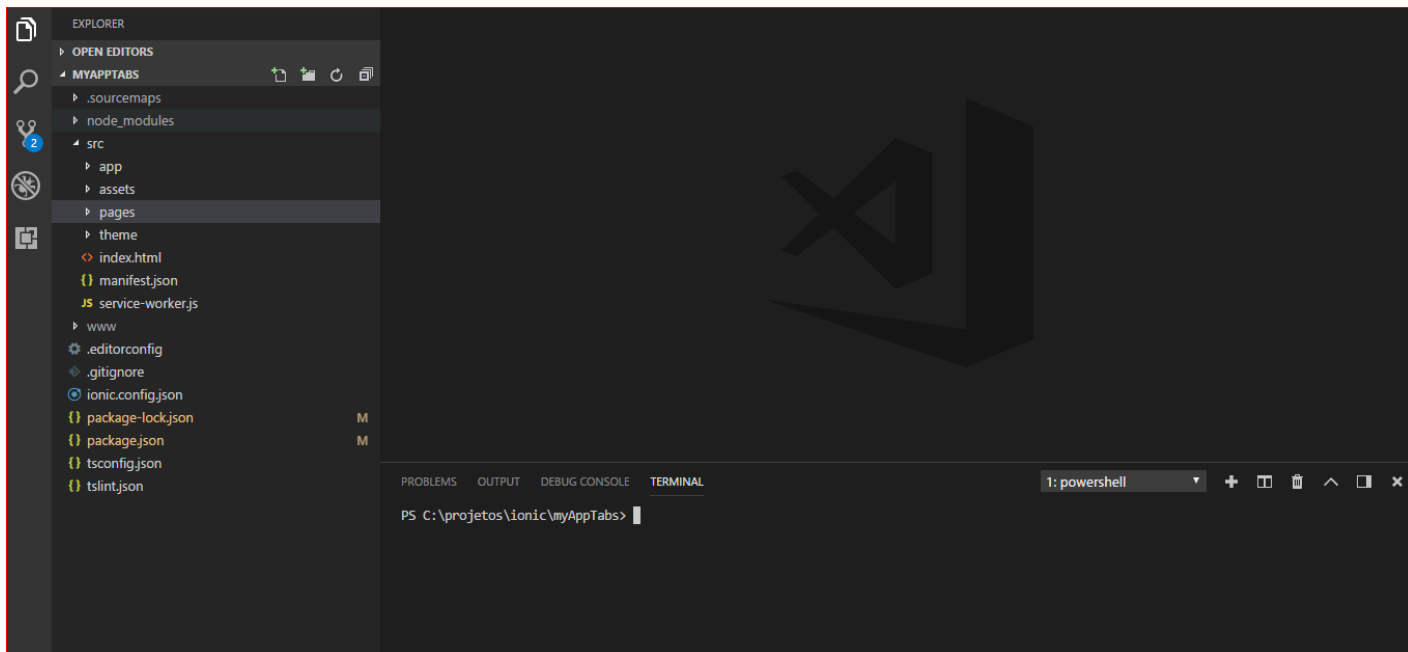 EXPLORER
OPEN EDITORS
MYAPPTABS
.sourcemaps
node_modules
2
src
app
assets
pages
theme
<> index.html
{} manifest.json
JS service-worker.js
www
.editorconfig
.gitignore
ionic.config.json
{} package-lock.json M
{} package.json M
{} tsconfig.json
{} tslint.json
PROBLEMS OUTPUT DEBUG CONSOLE TERMINAL 1: powershell
PS C:\projetos\ionic\myAppTabs>